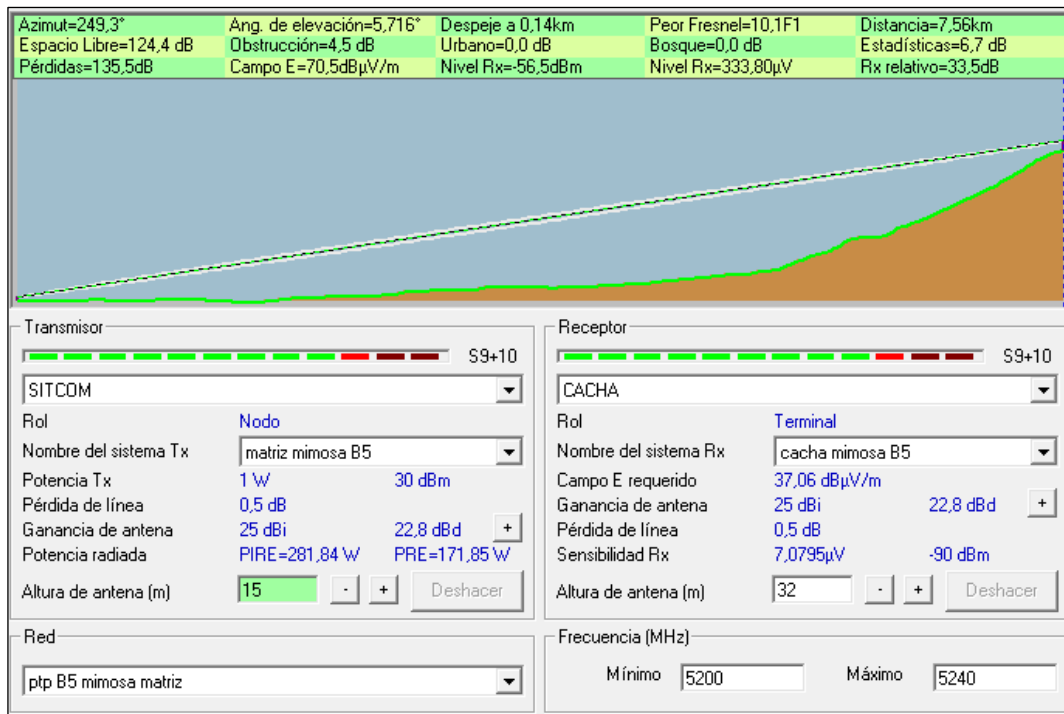 Azimut=249,3° Ang. de elevación=5,716° Despeje a 0,14km Peor Fresnel=10,1F1 Distancia=7,56km
Espacio Libre=124,4 dB Obstrucción=4,5 dB Urbano=0,0 dB Bosque=0,0 dB Estadísticas=6,7 dB
Pérdidas=135,5dB Campo E=70,5dBµV/m Nivel Rx=-56,5dBm Nivel Rx=333,80µV Rx relativo=33,5dB
Transmisor
S9+10
SITCOM
Rol Nodo
Nombre del sistema Tx matriz mimosa B5
Potencia Tx 1 W 30 dBm
Pérdida de línea 0,5 dB
Ganancia de antena 25 dBi 22,8 dBd +
Potencia radiada PIRE=281,84 W PRE=171,85 W
Altura de antena (m) 15 - + Deshacer
Receptor
S9+10
CACHA
Rol Terminal
Nombre del sistema Rx cacha mimosa B5
Campo E requerido 37,06 dBµV/m
Ganancia de antena 25 dBi 22,8 dBd +
Pérdida de línea 0,5 dB
Sensibilidad Rx 7,0795µV -90 dBm
Altura de antena (m) 32 - + Deshacer
Red
ptp B5 mimosa matriz
Frecuencia (MHz)
Mínimo 5200 Máximo 5240